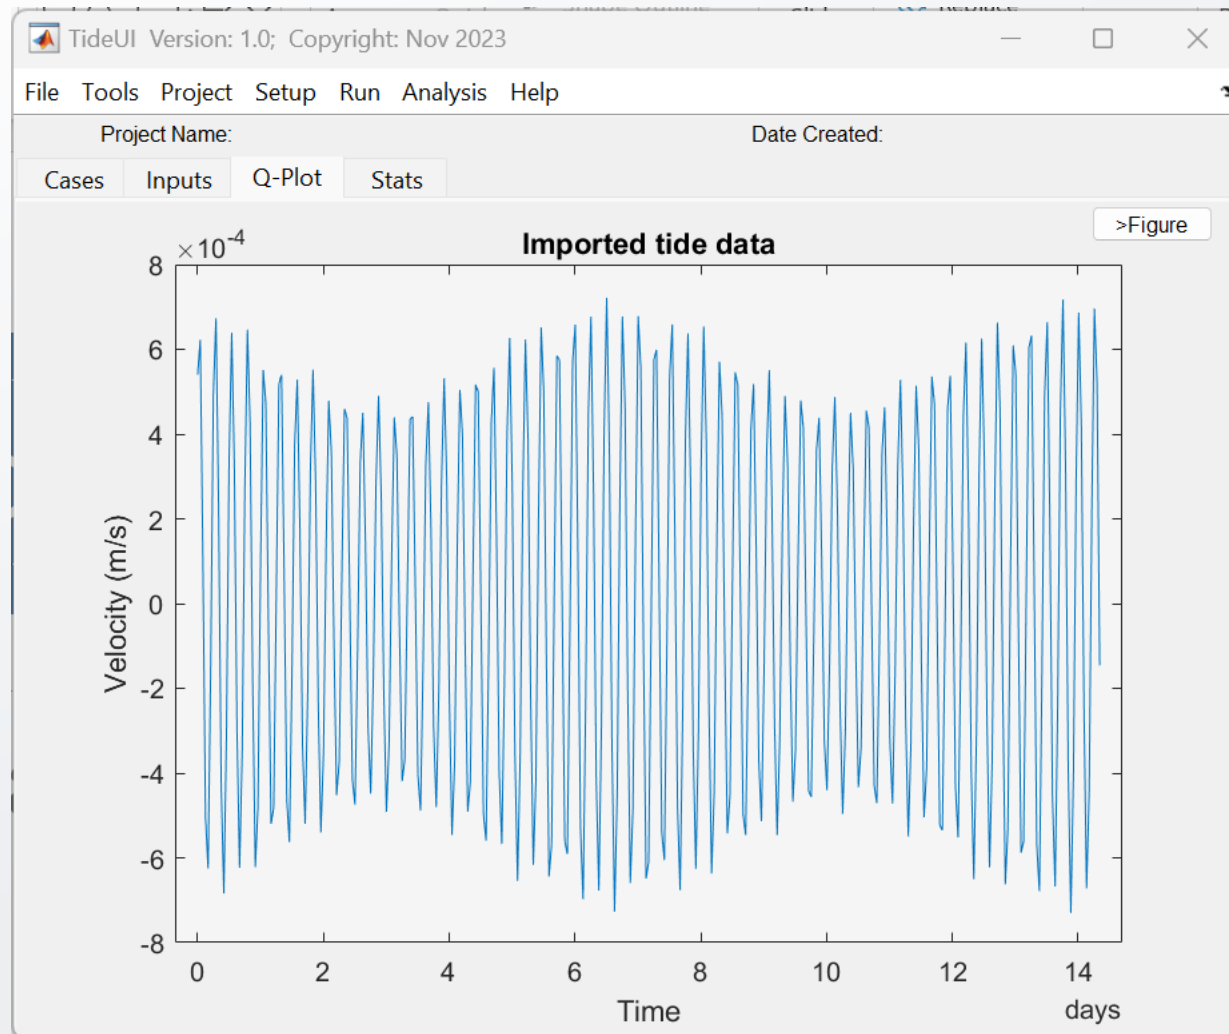 TideUI Version: 1.0; Copyright: Nov 2023
File Tools Project Setup Run Analysis Help
Project Name: Date Created:
Cases Inputs Q-Plot Stats
>Figure
×10-4
Imported tide data
8
6
4
2
0
-2
-4
-6
-8
Velocity (m/s)
0 2 4 6 8 10 12 14
Time
days